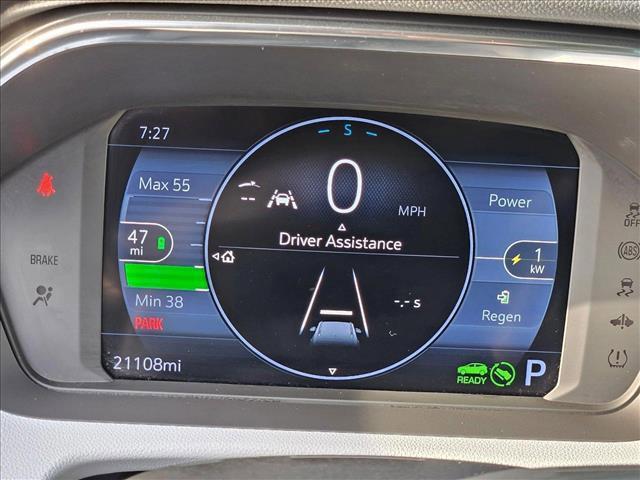 7:27
S
Max 55
0
MPH
Power
--
Driver Assistance
47
mi
1
kW
BRAKE
Min 38
-.- s
Regen
PARK
21108mi
READY
P
OFF
ABS